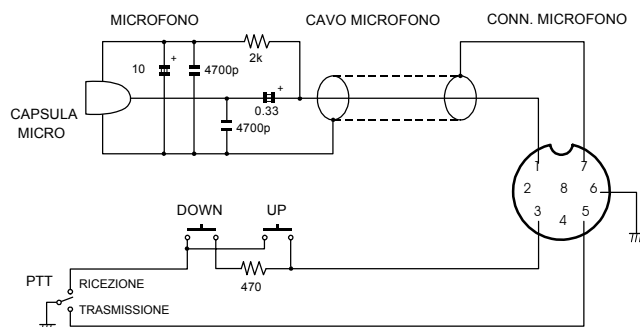 MICROFONO
CAVO MICROFONO
CONN. MICROFONO
2k
10
+
4700p
+
0.33
CAPSULA
MICRO
4700p
1
7
2
8
6
3
4
5
DOWN
UP
470
PTT
RICEZIONE
TRASMISSIONE